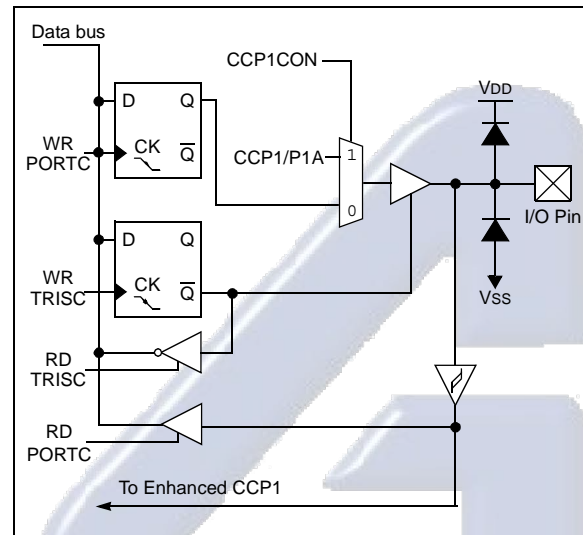 Data bus
CCP1CON
VDD
D Q
WR PORTC
CK Q
CCP1/P1A
1
0
I/O Pin
D Q
WR TRISC
CK Q
VSS
RD TRISC
RD PORTC
To Enhanced CCP1